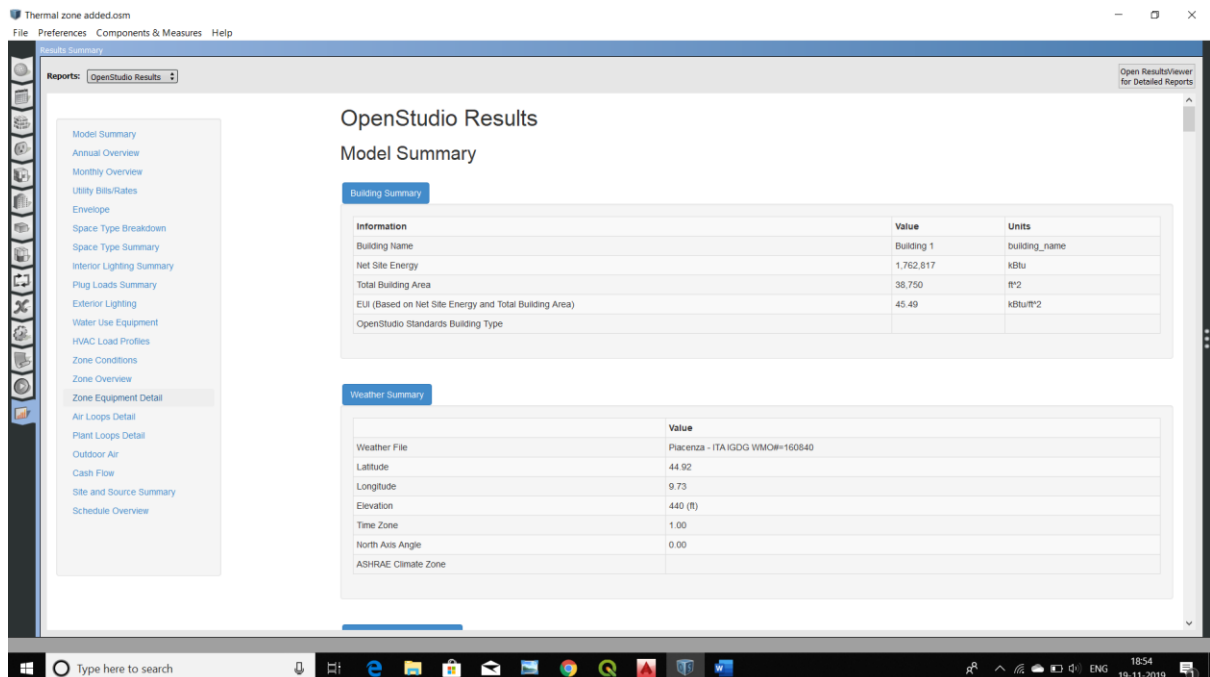 Thermal zone added.osm
File Preferences Components & Measures Help
Results Summary
Reports: OpenStudio Results
Open ResultsViewer
for Detailed Reports
Model Summary
Annual Overview
Monthly Overview
Utility Bills/Rates
Envelope
Space Type Breakdown
Space Type Summary
Interior Lighting Summary
Plug Loads Summary
Exterior Lighting
Water Use Equipment
HVAC Load Profiles
Zone Conditions
Zone Overview
Zone Equipment Detail
Air Loops Detail
Plant Loops Detail
Outdoor Air
Cash Flow
Site and Source Summary
Schedule Overview
OpenStudio Results
Model Summary
Building Summary
Information Value Units
Building Name Building 1 building_name
Net Site Energy 1,762,817 kBtu
Total Building Area 38,750 ft^2
EUI (Based on Net Site Energy and Total Building Area) 45.49 kBtu/ft^2
OpenStudio Standards Building Type
Weather Summary
Value
Weather File Piacenza - ITA IGDG WMO#=160840
Latitude 44.92
Longitude 9.73
Elevation 440 (ft)
Time Zone 1.00
North Axis Angle 0.00
ASHRAE Climate Zone
Type here to search
ENG
18:54
19-11-2019